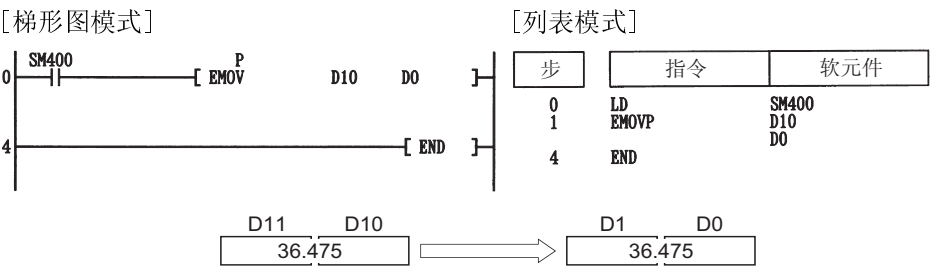 [梯形图模式]
[列表模式]
SM400
P
0
[ EMOV D10 D0 ]
4
[ END ]
步 指令 软元件
0 LD SM400
1 EMOVP D10
D0
4 END
D11 D10 D1 D0
36.475 36.475